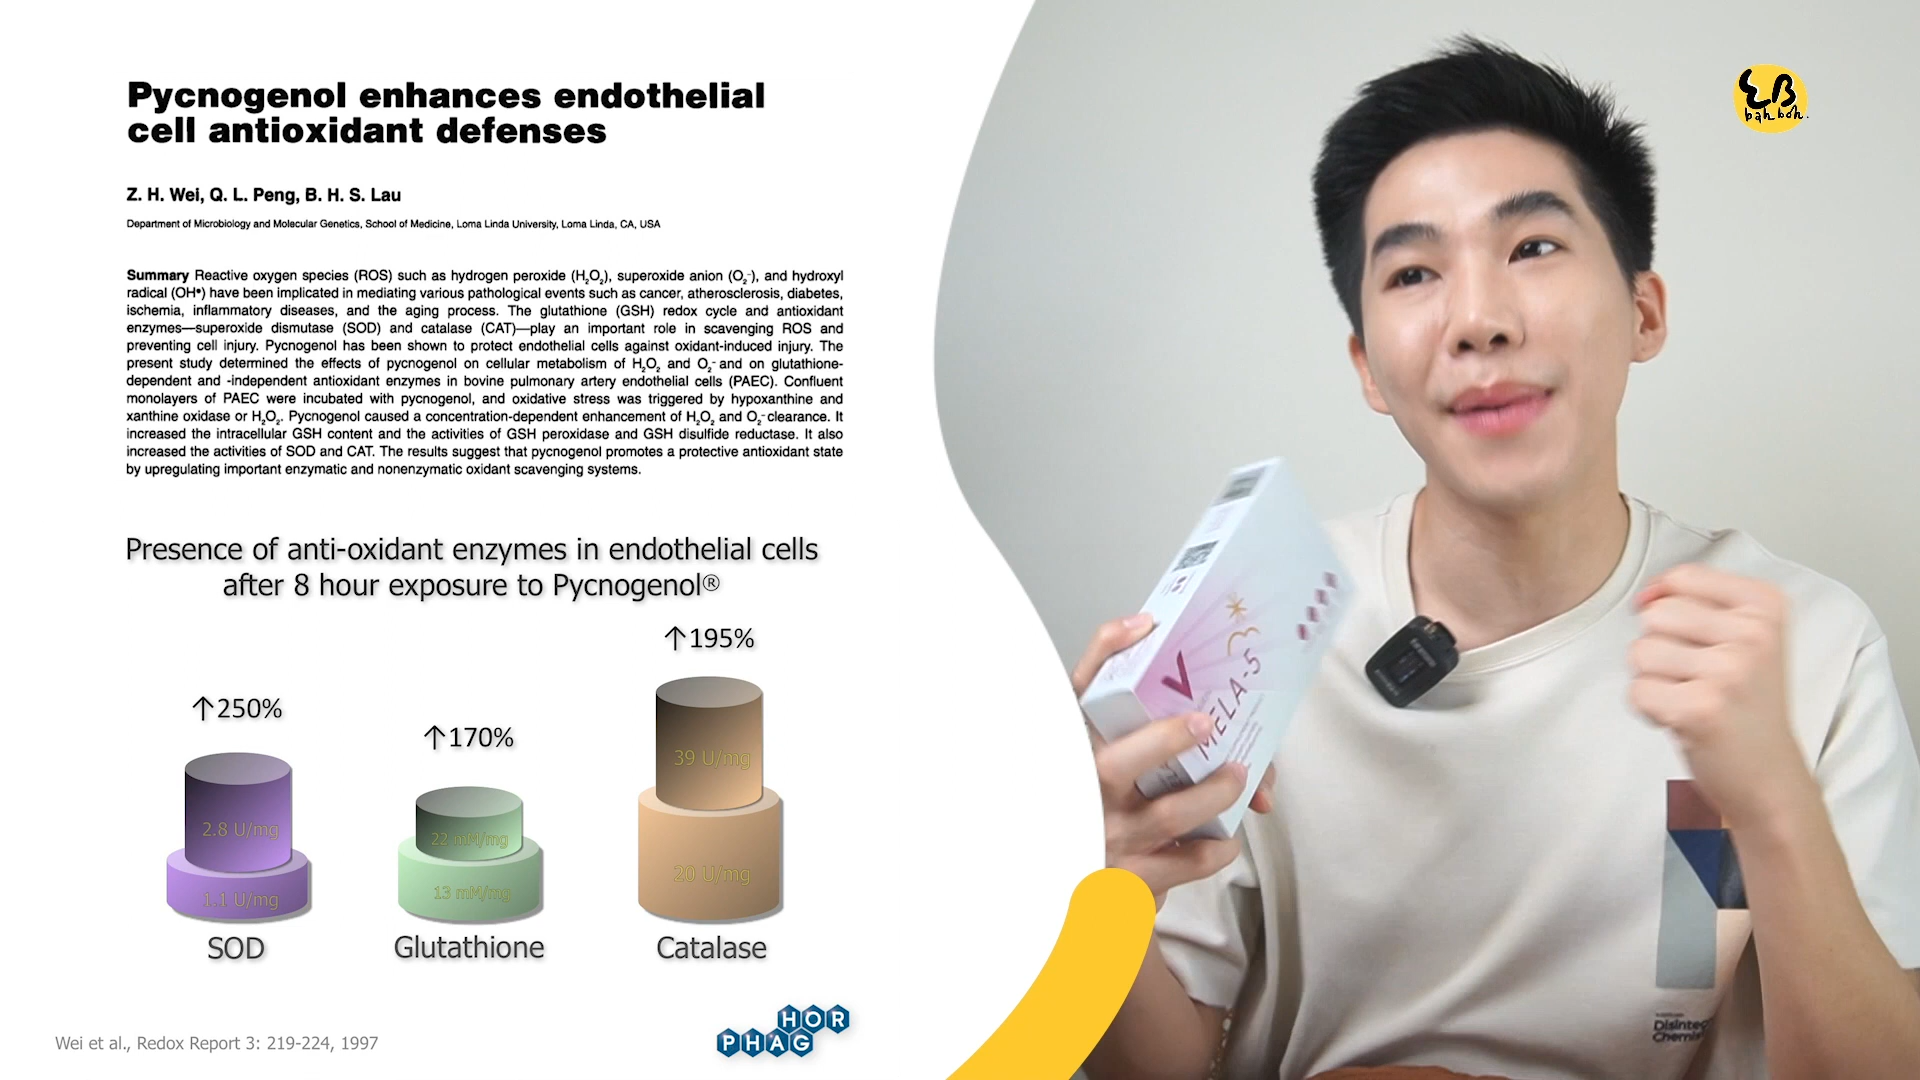 Pycnogenol enhances endothelial
cell antioxidant defenses
Z. H. Wei, Q. L. Peng, B. H. S. Lau
Department of Microbiology and Molecular Genetics, School of Medicine, Loma Linda University, Loma Linda, CA, USA
Summary Reactive oxygen species (ROS) such as hydrogen peroxide (H₂O₂), superoxide anion (O₂⁻), and hydroxyl
radical (OH•) have been implicated in mediating various pathological events such as cancer, atherosclerosis, diabetes,
ischemia, inflammatory diseases, and the aging process. The glutathione (GSH) redox cycle and antioxidant
enzymes—superoxide dismutase (SOD) and catalase (CAT)—play an important role in scavenging ROS and
preventing cell injury. Pycnogenol has been shown to protect endothelial cells against oxidant-induced injury. The
present study determined the effects of pycnogenol on cellular metabolism of H₂O₂ and O₂⁻ and on glutathione-
dependent and -independent antioxidant enzymes in bovine pulmonary artery endothelial cells (PAEC). Confluent
monolayers of PAEC were incubated with pycnogenol, and oxidative stress was triggered by hypoxanthine and
xanthine oxidase or H₂O₂. Pycnogenol caused a concentration-dependent enhancement of H₂O₂ and O₂⁻ clearance. It
increased the intracellular GSH content and the activities of GSH peroxidase and GSH disulfide reductase. It also
increased the activities of SOD and CAT. The results suggest that pycnogenol promotes a protective antioxidant state
by upregulating important enzymatic and nonenzymatic oxidant scavenging systems.
Presence of anti-oxidant enzymes in endothelial cells
after 8 hour exposure to Pycnogenol®
↑250%
↑170%
↑195%
2.8 U/mg
22 mM/mg
39 U/mg
1.1 U/mg
13 mM/mg
20 U/mg
SOD
Glutathione
Catalase
Wei et al., Redox Report 3: 219-224, 1997
HOR
PHAG
bah boh.
V
MELA-5